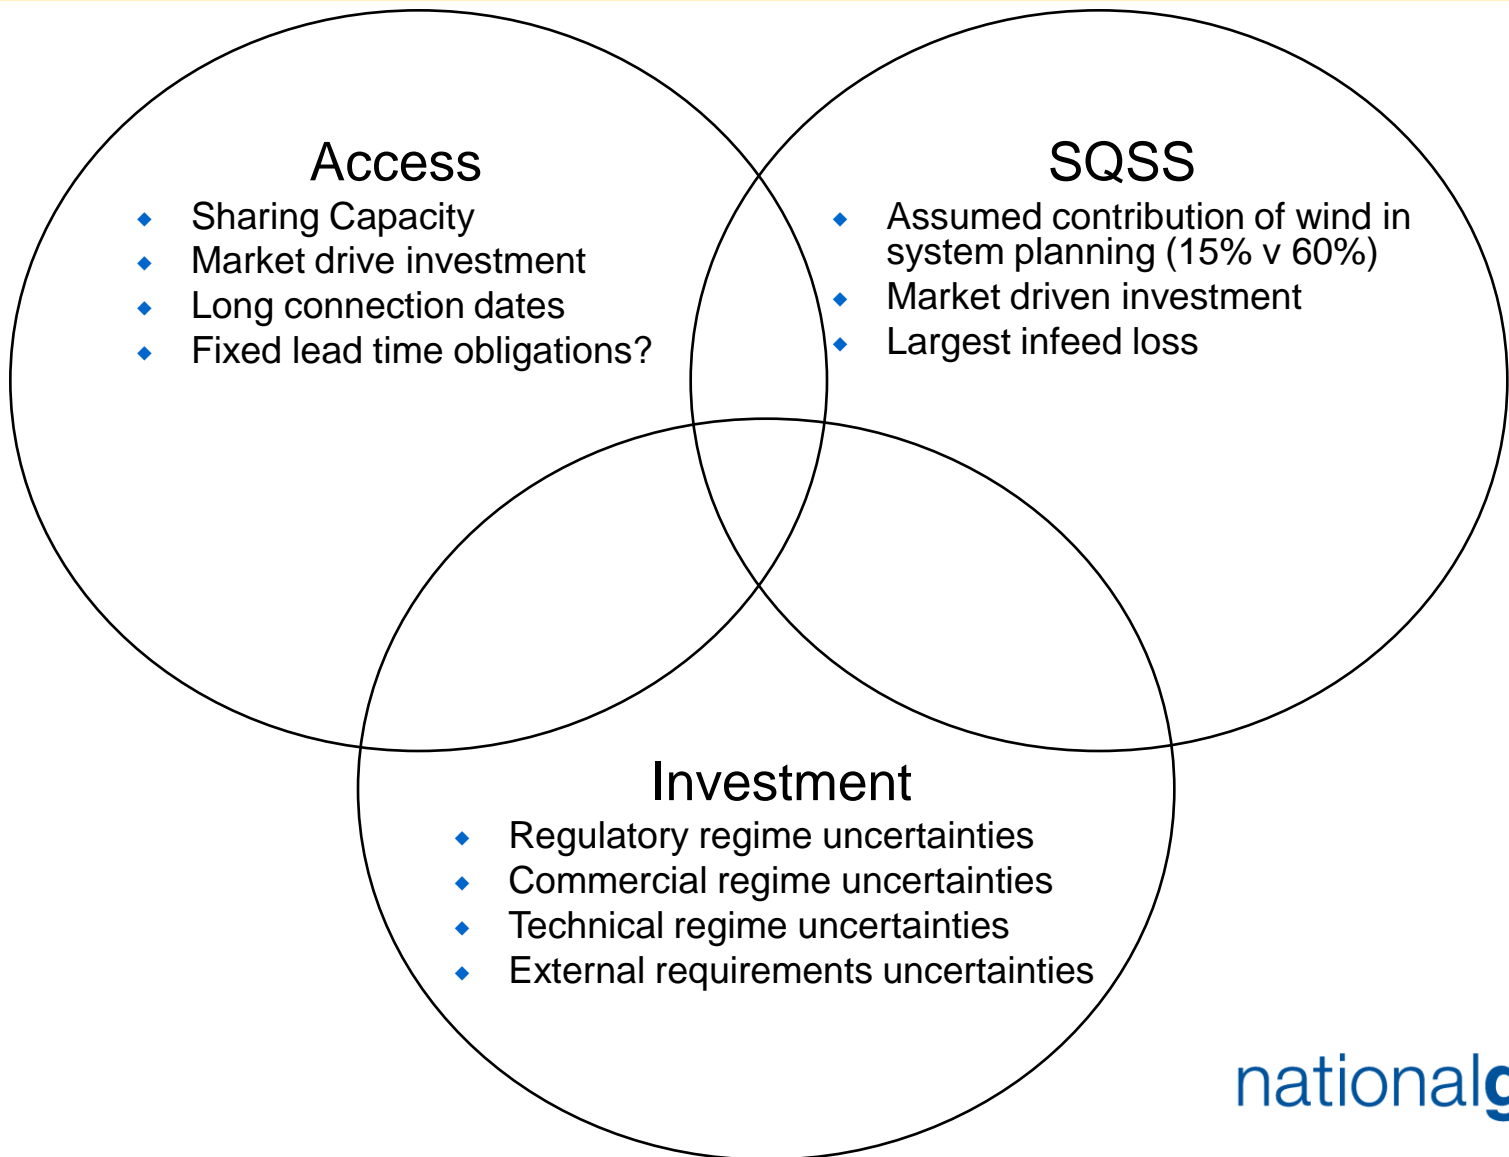 Access
Sharing Capacity
Market drive investment
Long connection dates
Fixed lead time obligations?
SQSS
Assumed contribution of wind in
system planning (15% v 60%)
Market driven investment
Largest infeed loss
Investment
Regulatory regime uncertainties
Commercial regime uncertainties
Technical regime uncertainties
External requirements uncertainties
nationalg